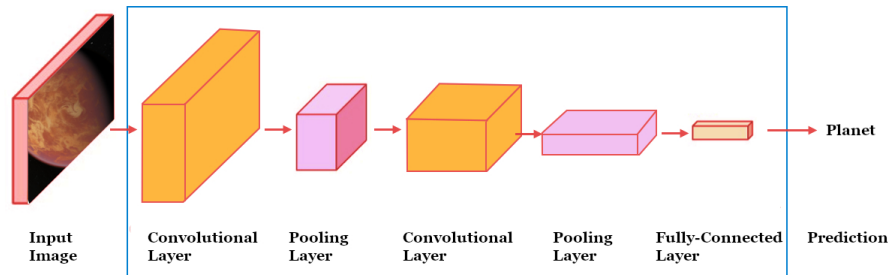 Planet
Input Image
Convolutional Layer
Pooling Layer
Convolutional Layer
Pooling Layer
Fully-Connected Layer
Prediction